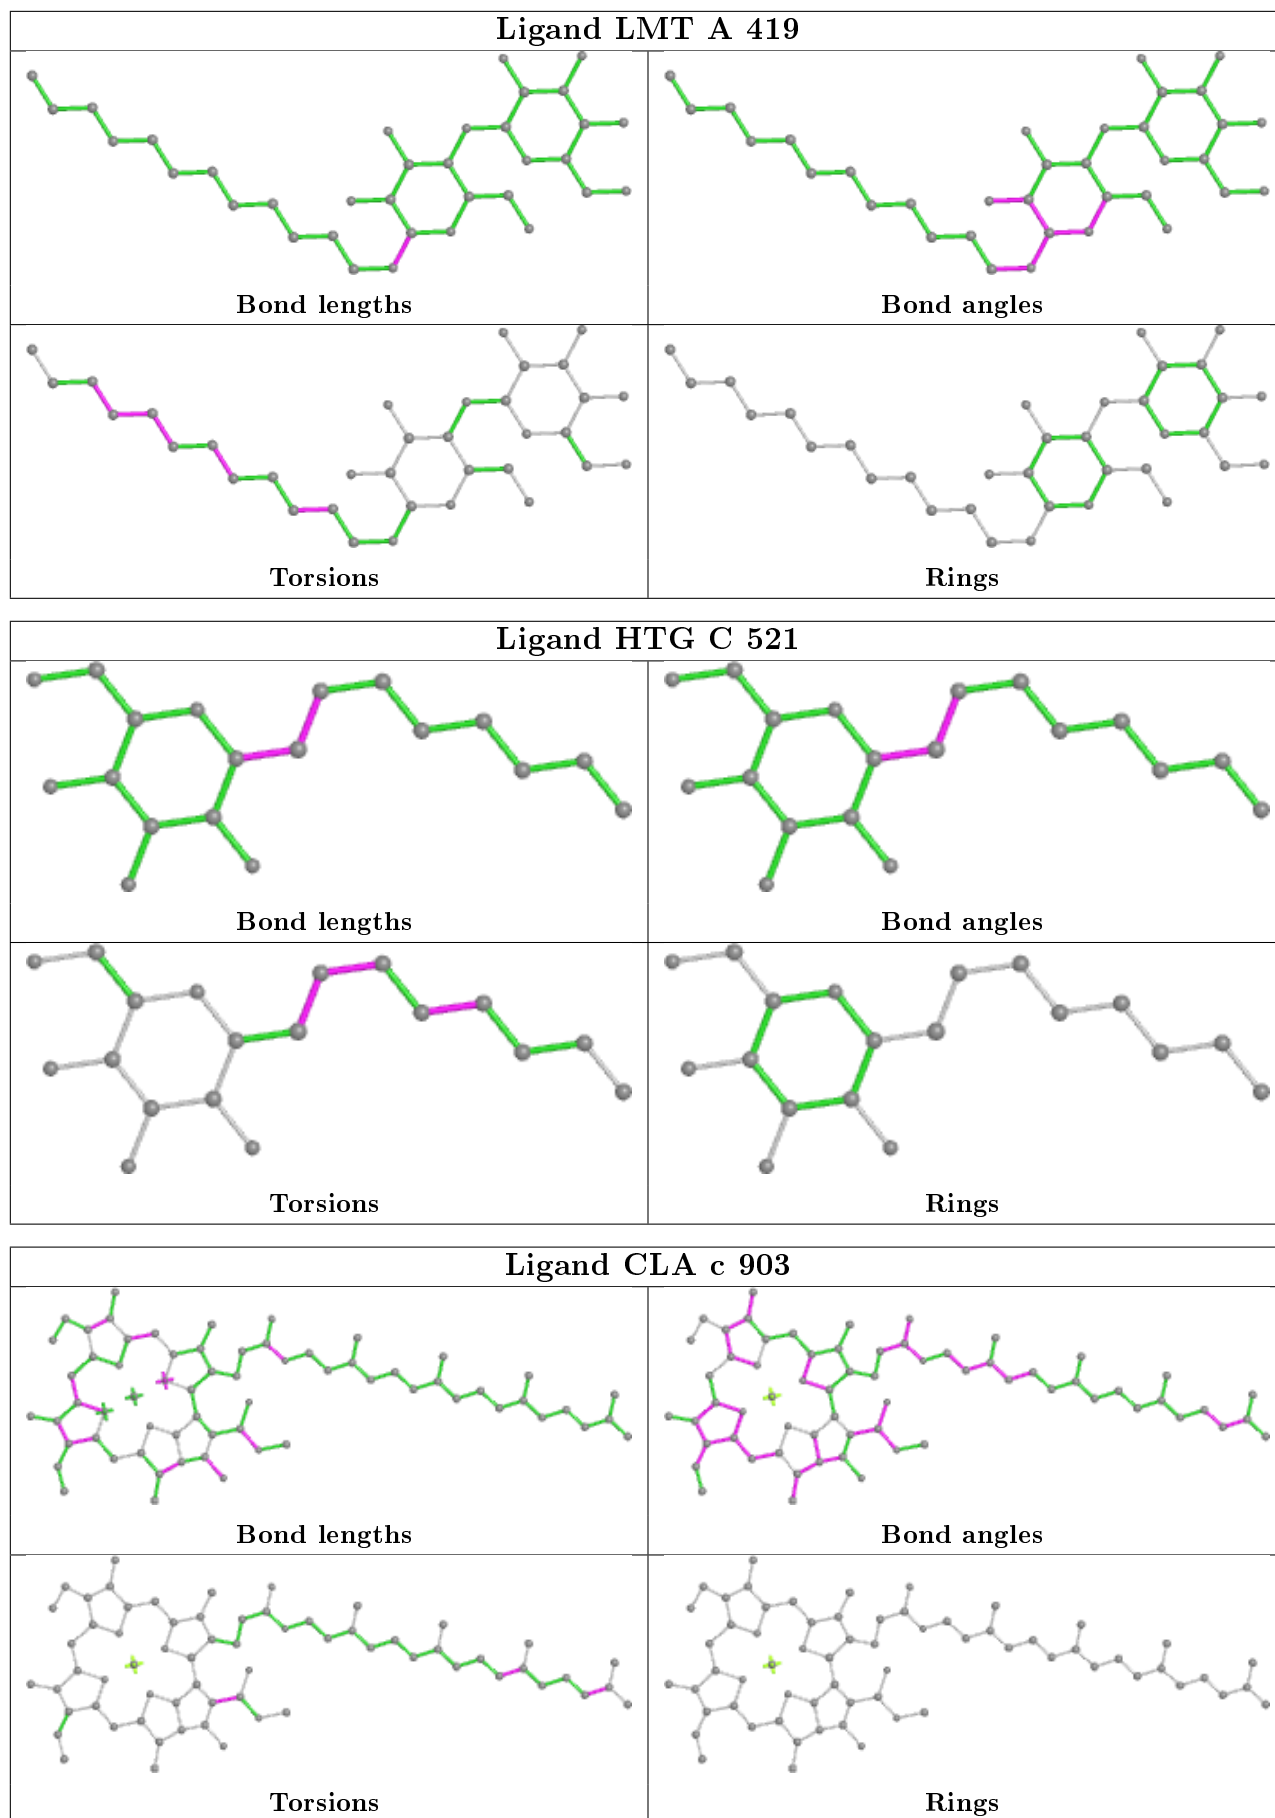 Ligand LMT A 419
Bond lengths
Bond angles
Torsions
Rings
Ligand HTG C 521
Bond lengths
Bond angles
Torsions
Rings
Ligand CLA c 903
Bond lengths
Bond angles
Torsions
Rings